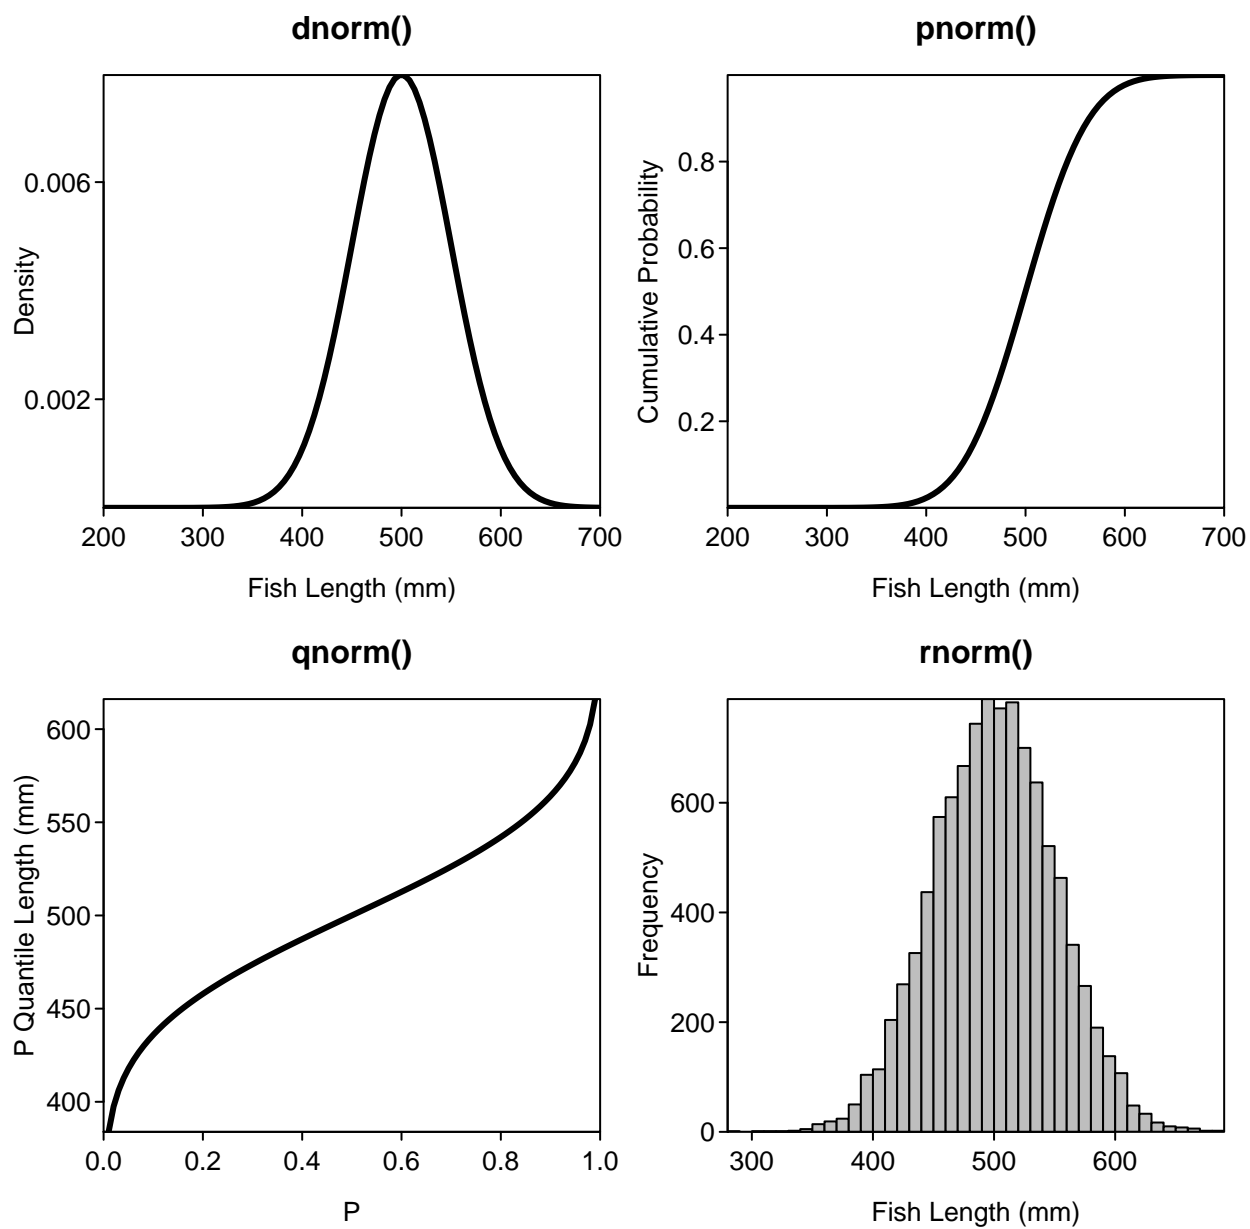 dnorm()
Density
0.006
0.002
200 300 400 500 600 700
Fish Length (mm)
pnorm()
Cumulative Probability
0.8
0.6
0.4
0.2
200 300 400 500 600 700
Fish Length (mm)
qnorm()
P Quantile Length (mm)
600
550
500
450
400
0.0 0.2 0.4 0.6 0.8 1.0
P
rnorm()
Frequency
600
400
200
0
300 400 500 600
Fish Length (mm)